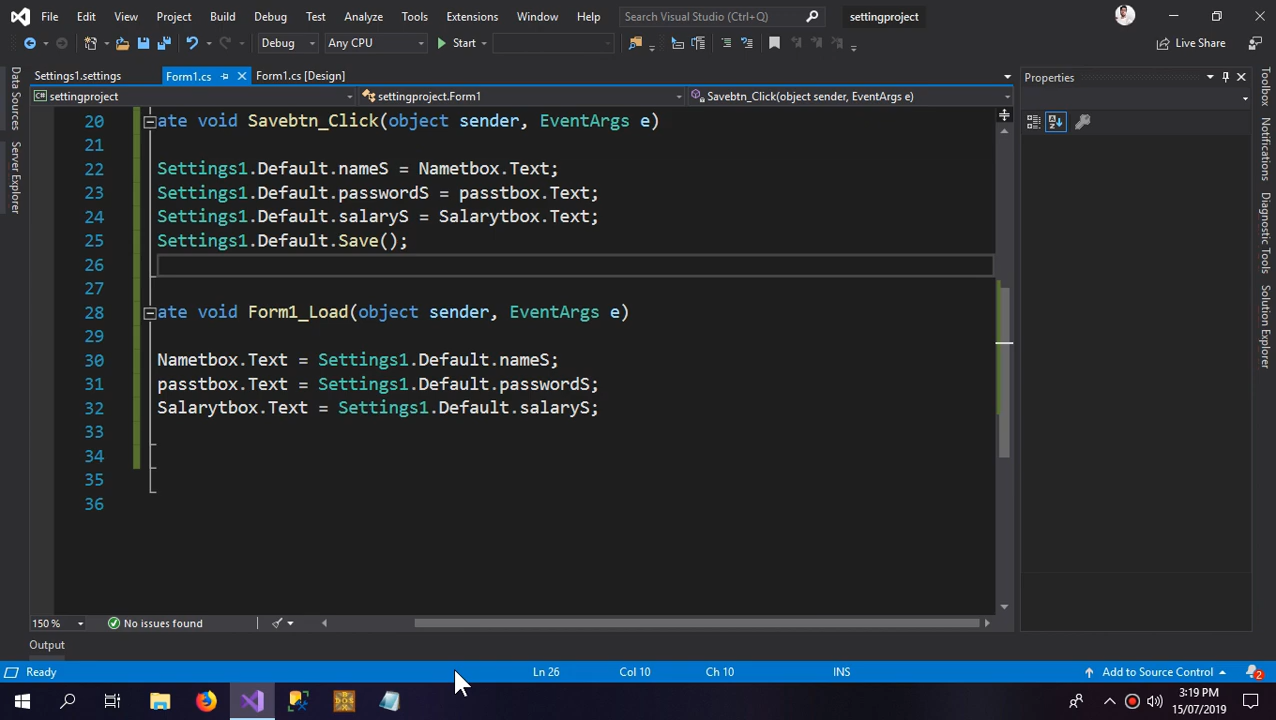 File Edit View Project Build Debug Test Analyze Tools Extensions Window Help Search Visual Studio (Ctrl+Q) settingproject
Debug Any CPU Start Live Share
Settings1.settings Form1.cs Form1.cs [Design]
settingproject settingproject.Form1 Savebtn_Click(object sender, EventArgs e)
20 ate void Savebtn_Click(object sender, EventArgs e)
21
22 Settings1.Default.nameS = Nametbox.Text;
23 Settings1.Default.passwordS = passtbox.Text;
24 Settings1.Default.salaryS = Salarytbox.Text;
25 Settings1.Default.Save();
26
27
28 ate void Form1_Load(object sender, EventArgs e)
29
30 Nametbox.Text = Settings1.Default.nameS;
31 passtbox.Text = Settings1.Default.passwordS;
32 Salarytbox.Text = Settings1.Default.salaryS;
33
34
35
36
150 % No issues found
Output
Ready Ln 26 Col 10 Ch 10 INS Add to Source Control 2
Data Sources
Server Explorer
Properties
Toolbox
Notifications
Diagnostic Tools
Solution Explorer
DOS
3:19 PM
15/07/2019